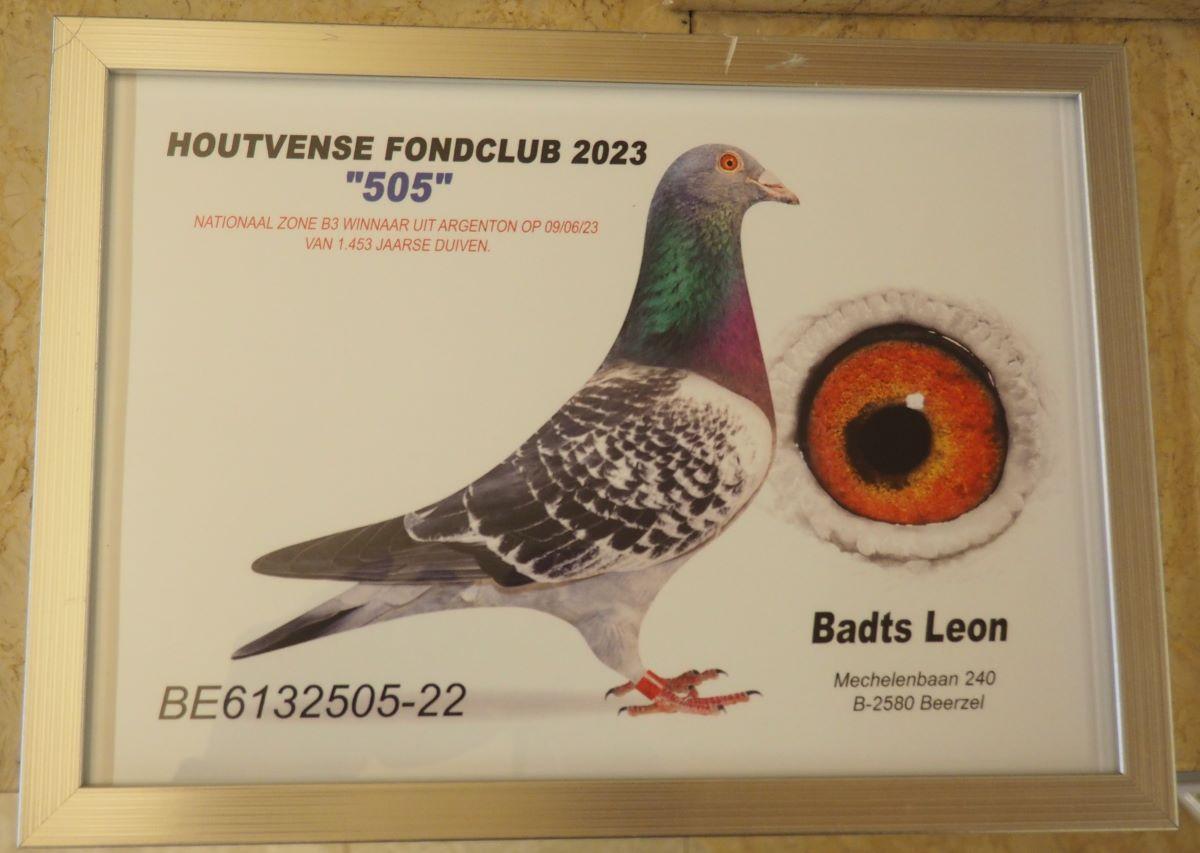 HOUTVENSE FONDCLUB 2023
"505"
NATIONAAL ZONE B3 WINNAAR UIT ARGENTON OP 09/06/23
VAN 1.453 JAARSE DUIVEN.
Badts Leon
Mechelenbaan 240
B-2580 Beerzel
BE6132505-22